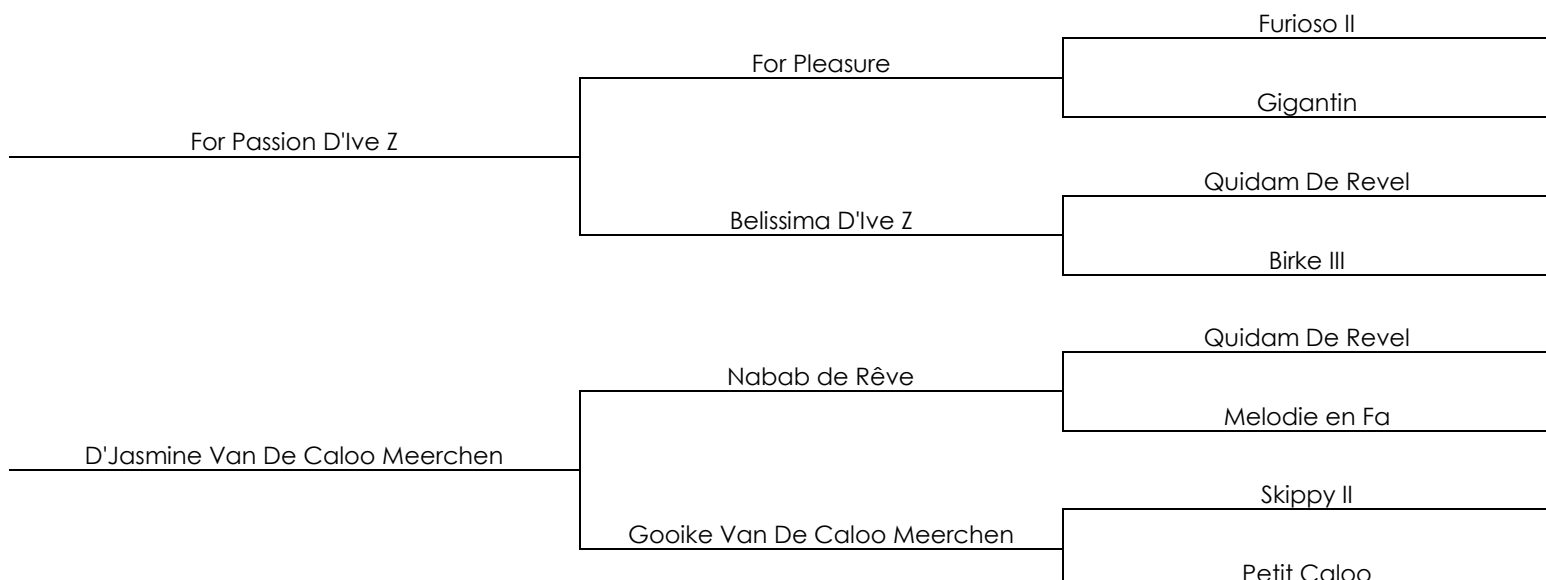 Furioso II
For Pleasure
Gigantin
For Passion D'Ive Z
Quidam De Revel
Belissima D'Ive Z
Birke III
Quidam De Revel
Nabab de Rêve
Melodie en Fa
D'Jasmine Van De Caloo Meerchen
Skippy II
Gooike Van De Caloo Meerchen
Petit Caloo